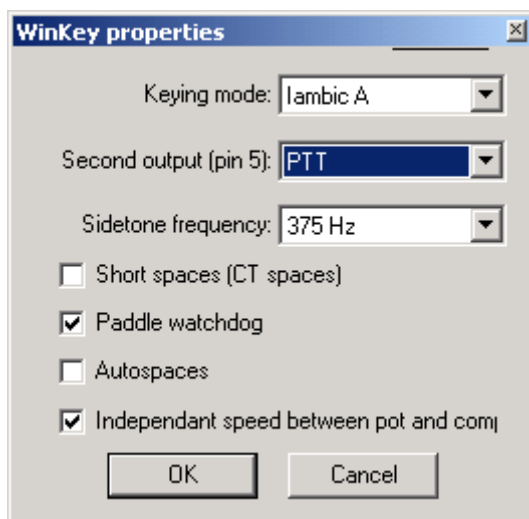 WinKey properties
Keying mode: Iambic A
Second output (pin 5): PTT
Sidetone frequency: 375 Hz
Short spaces (CT spaces)
Paddle watchdog
Autospaces
Independant speed between pot and comp
OK Cancel